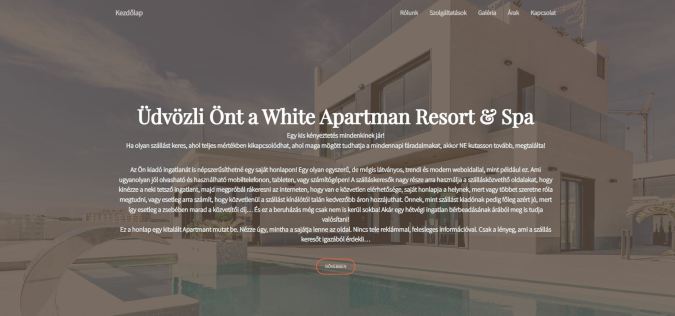 Kezdőlap
Rólunk Szolgáltatások Galéria Árak Kapcsolat
Üdvözli Önt a White Apartman Resort & Spa
Egy kis kényeztetés mindenkinek jár!
Ha olyan szállást keres, ahol teljes mértékben kikapcsolódhat, ahol maga mögött tudhatja a mindennapi fáradalmakat, akkor NE kutasson tovább, megtalálta!
Az Ön kiadó ingatlanát is népszerűsíthetné egy saját honlapon! Egy olyan egyszerű, de mégis látványos, trendi és modern weboldallal, mint például ez. Ami
ugyanolyan jól olvasható és használható mobiltelefonon, tableten, vagy számítógépen! A szálláskeresők nagy része arra használja a szállásközvetítő oldalakat, hogy
kinézze a neki tetsző ingatlant, majd megpróbál rákeresni az interneten, hogy van e közvetlen elérhetősége, saját honlapja a helynek, mert vagy többet szeretne róla
megtudni, vagy esetleg arra számít, hogy közvetlenül a szállást kínálótól talán kedvezőbb áron hozzájuthat. Önnek, mint szállást kiadónak pedig főleg azért jó, mert
így esetleg a zsebében marad a közvetítői díj… És ez a beruházás még csak nem is kerül sokba! Akár egy hétvégi ingatlan bérbeadásának árából meg is tudja
valósítani!
Ez a honlap egy kitalált Apartmant mutat be. Nézze úgy, mintha a sajátja lenne az oldal. Nincs tele reklámmal, felesleges információval. Csak a lényeg, ami a szállás
keresőt igazából érdekli…
BŐVEBBEN